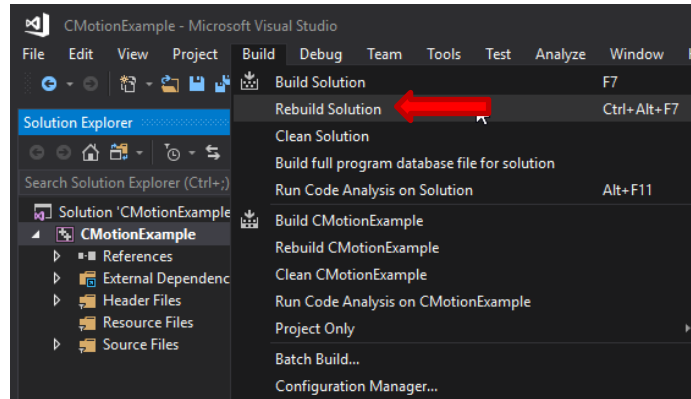 CMotionExample - Microsoft Visual Studio
File Edit View Project Build Debug Team Tools Test Analyze Window
Build Solution F7
Rebuild Solution Ctrl+Alt+F7
Solution Explorer
Clean Solution
Build full program database file for solution
Search Solution Explorer (Ctrl+;)
Run Code Analysis on Solution Alt+F11
Solution 'CMotionExample
Build CMotionExample
CMotionExample
Rebuild CMotionExample
References
Clean CMotionExample
External Dependenc
Header Files
Run Code Analysis on CMotionExample
Resource Files
Project Only
Source Files
Batch Build...
Configuration Manager...